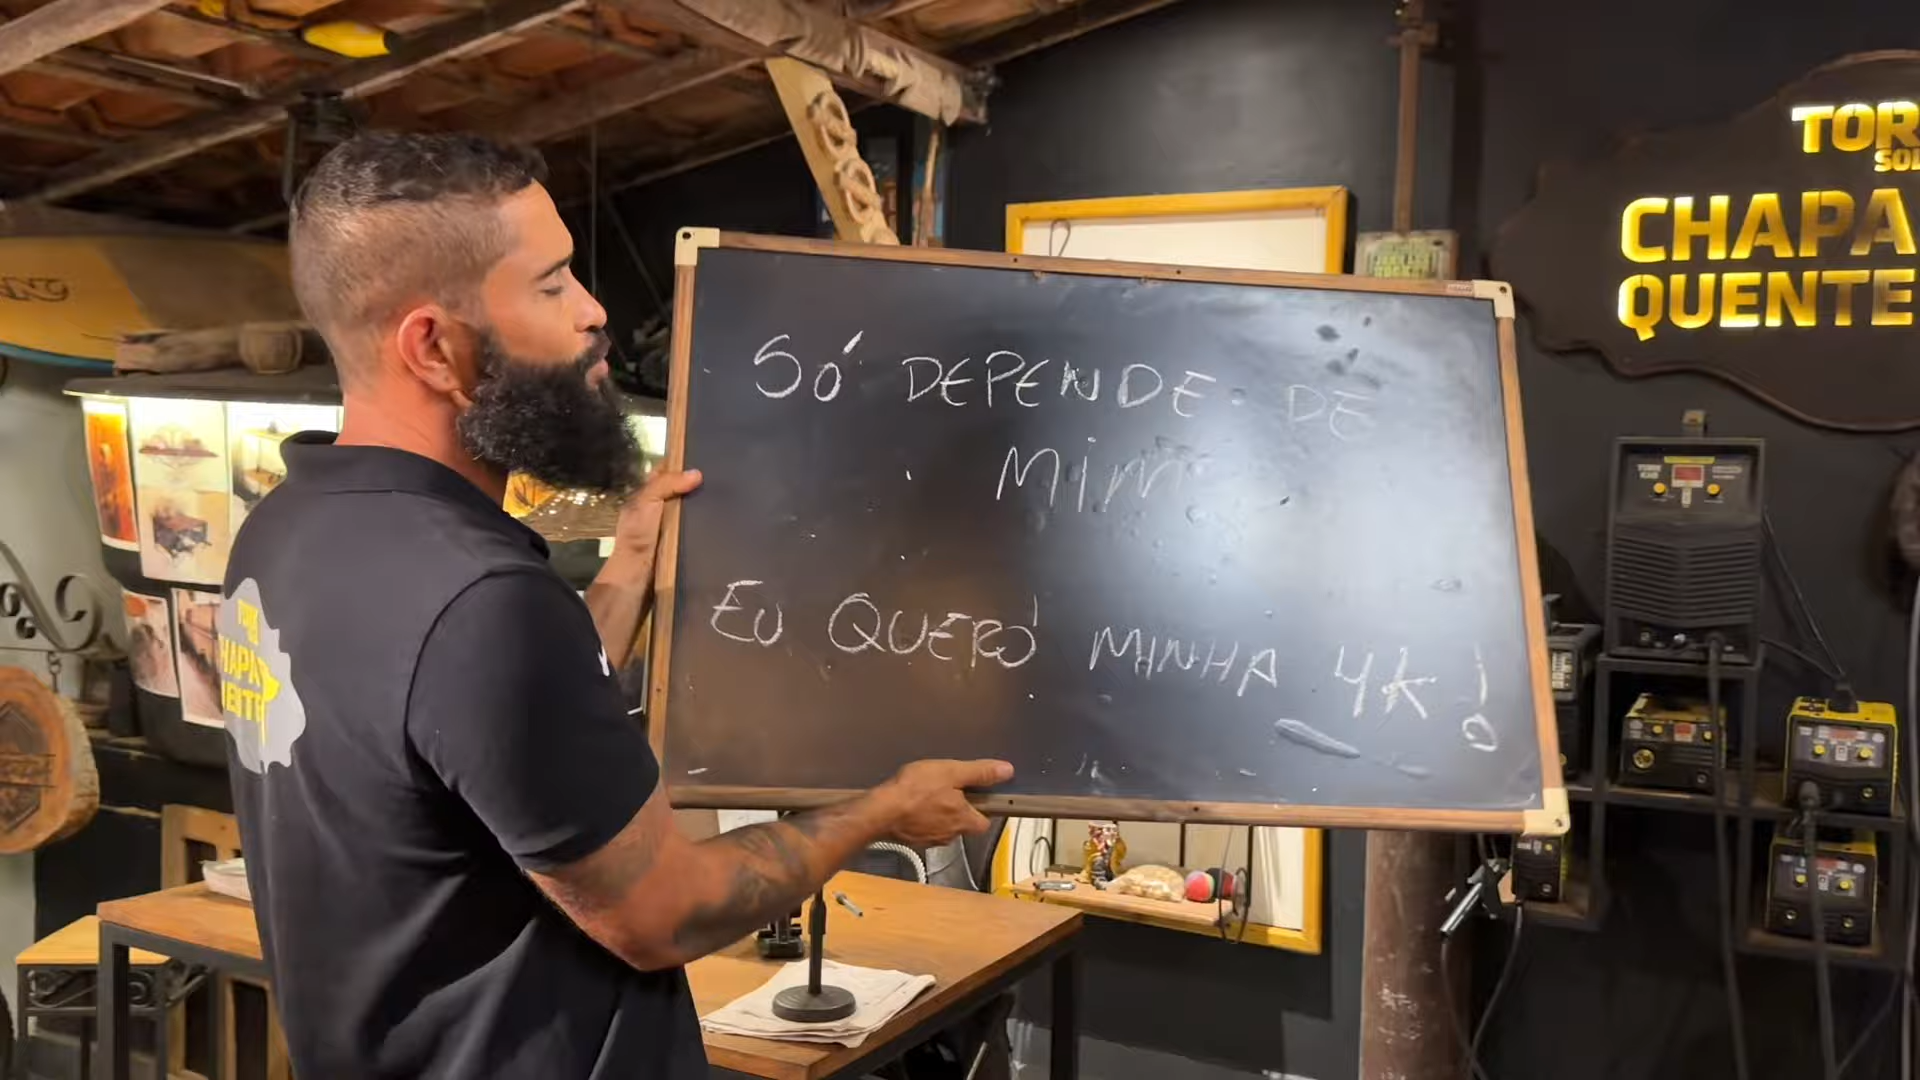 SÓ DEPENDE DE
MIM
EU QUERO MINHA 4K!
CHAPA
QUENTE